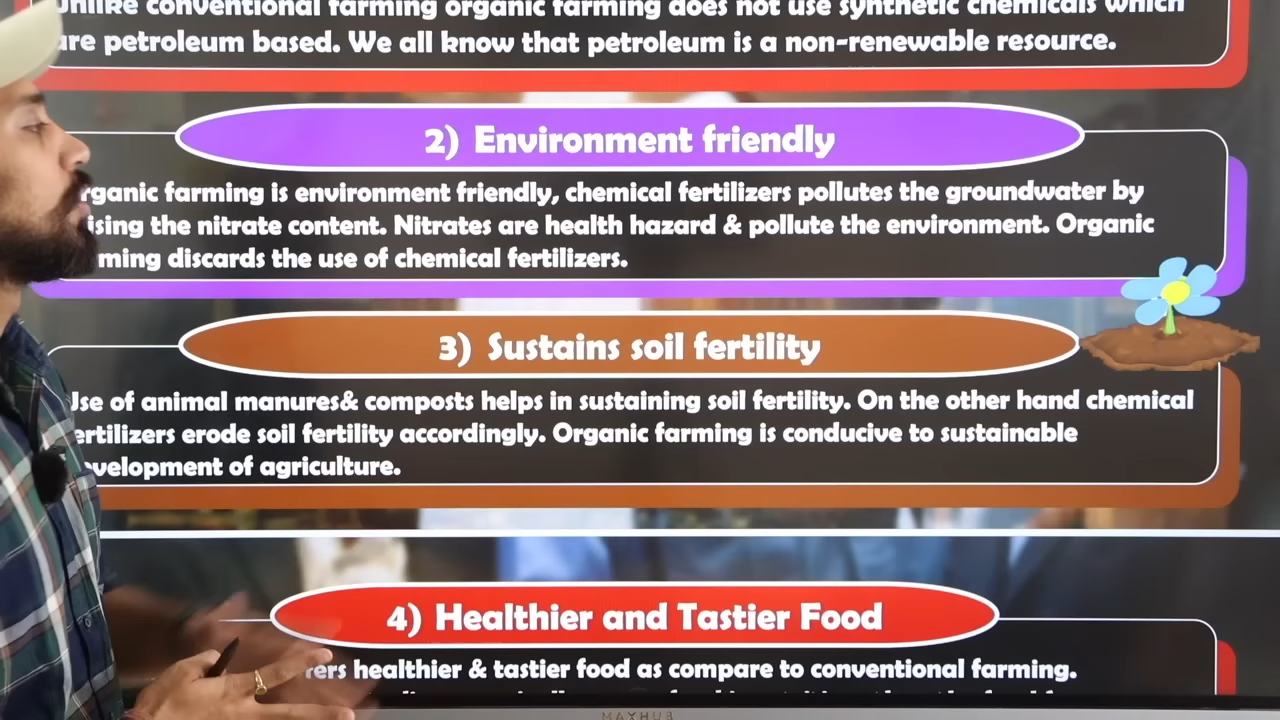 Unlike conventional farming organic farming does not use synthetic chemicals which
are petroleum based. We all know that petroleum is a non-renewable resource.
2) Environment friendly
rganic farming is environment friendly, chemical fertilizers pollutes the groundwater by
ising the nitrate content. Nitrates are health hazard & pollute the environment. Organic
ming discards the use of chemical fertilizers.
3) Sustains soil fertility
Use of animal manures& composts helps in sustaining soil fertility. On the other hand chemical
ertilizers erode soil fertility accordingly. Organic farming is conducive to sustainable
velopment of agriculture.
4) Healthier and Tastier Food
ers healthier & tastier food as compare to conventional farming.
MAXHUB